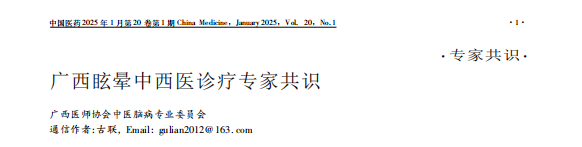 中国医药2025年1月第20卷第1期 China Medicine, January 2025, Vol. 20, No.1 ·1·
·专家共识·
广西眩晕中西医诊疗专家共识
广西医师协会中医脑病专业委员会
通信作者:古联, Email: gulian2012@163.com